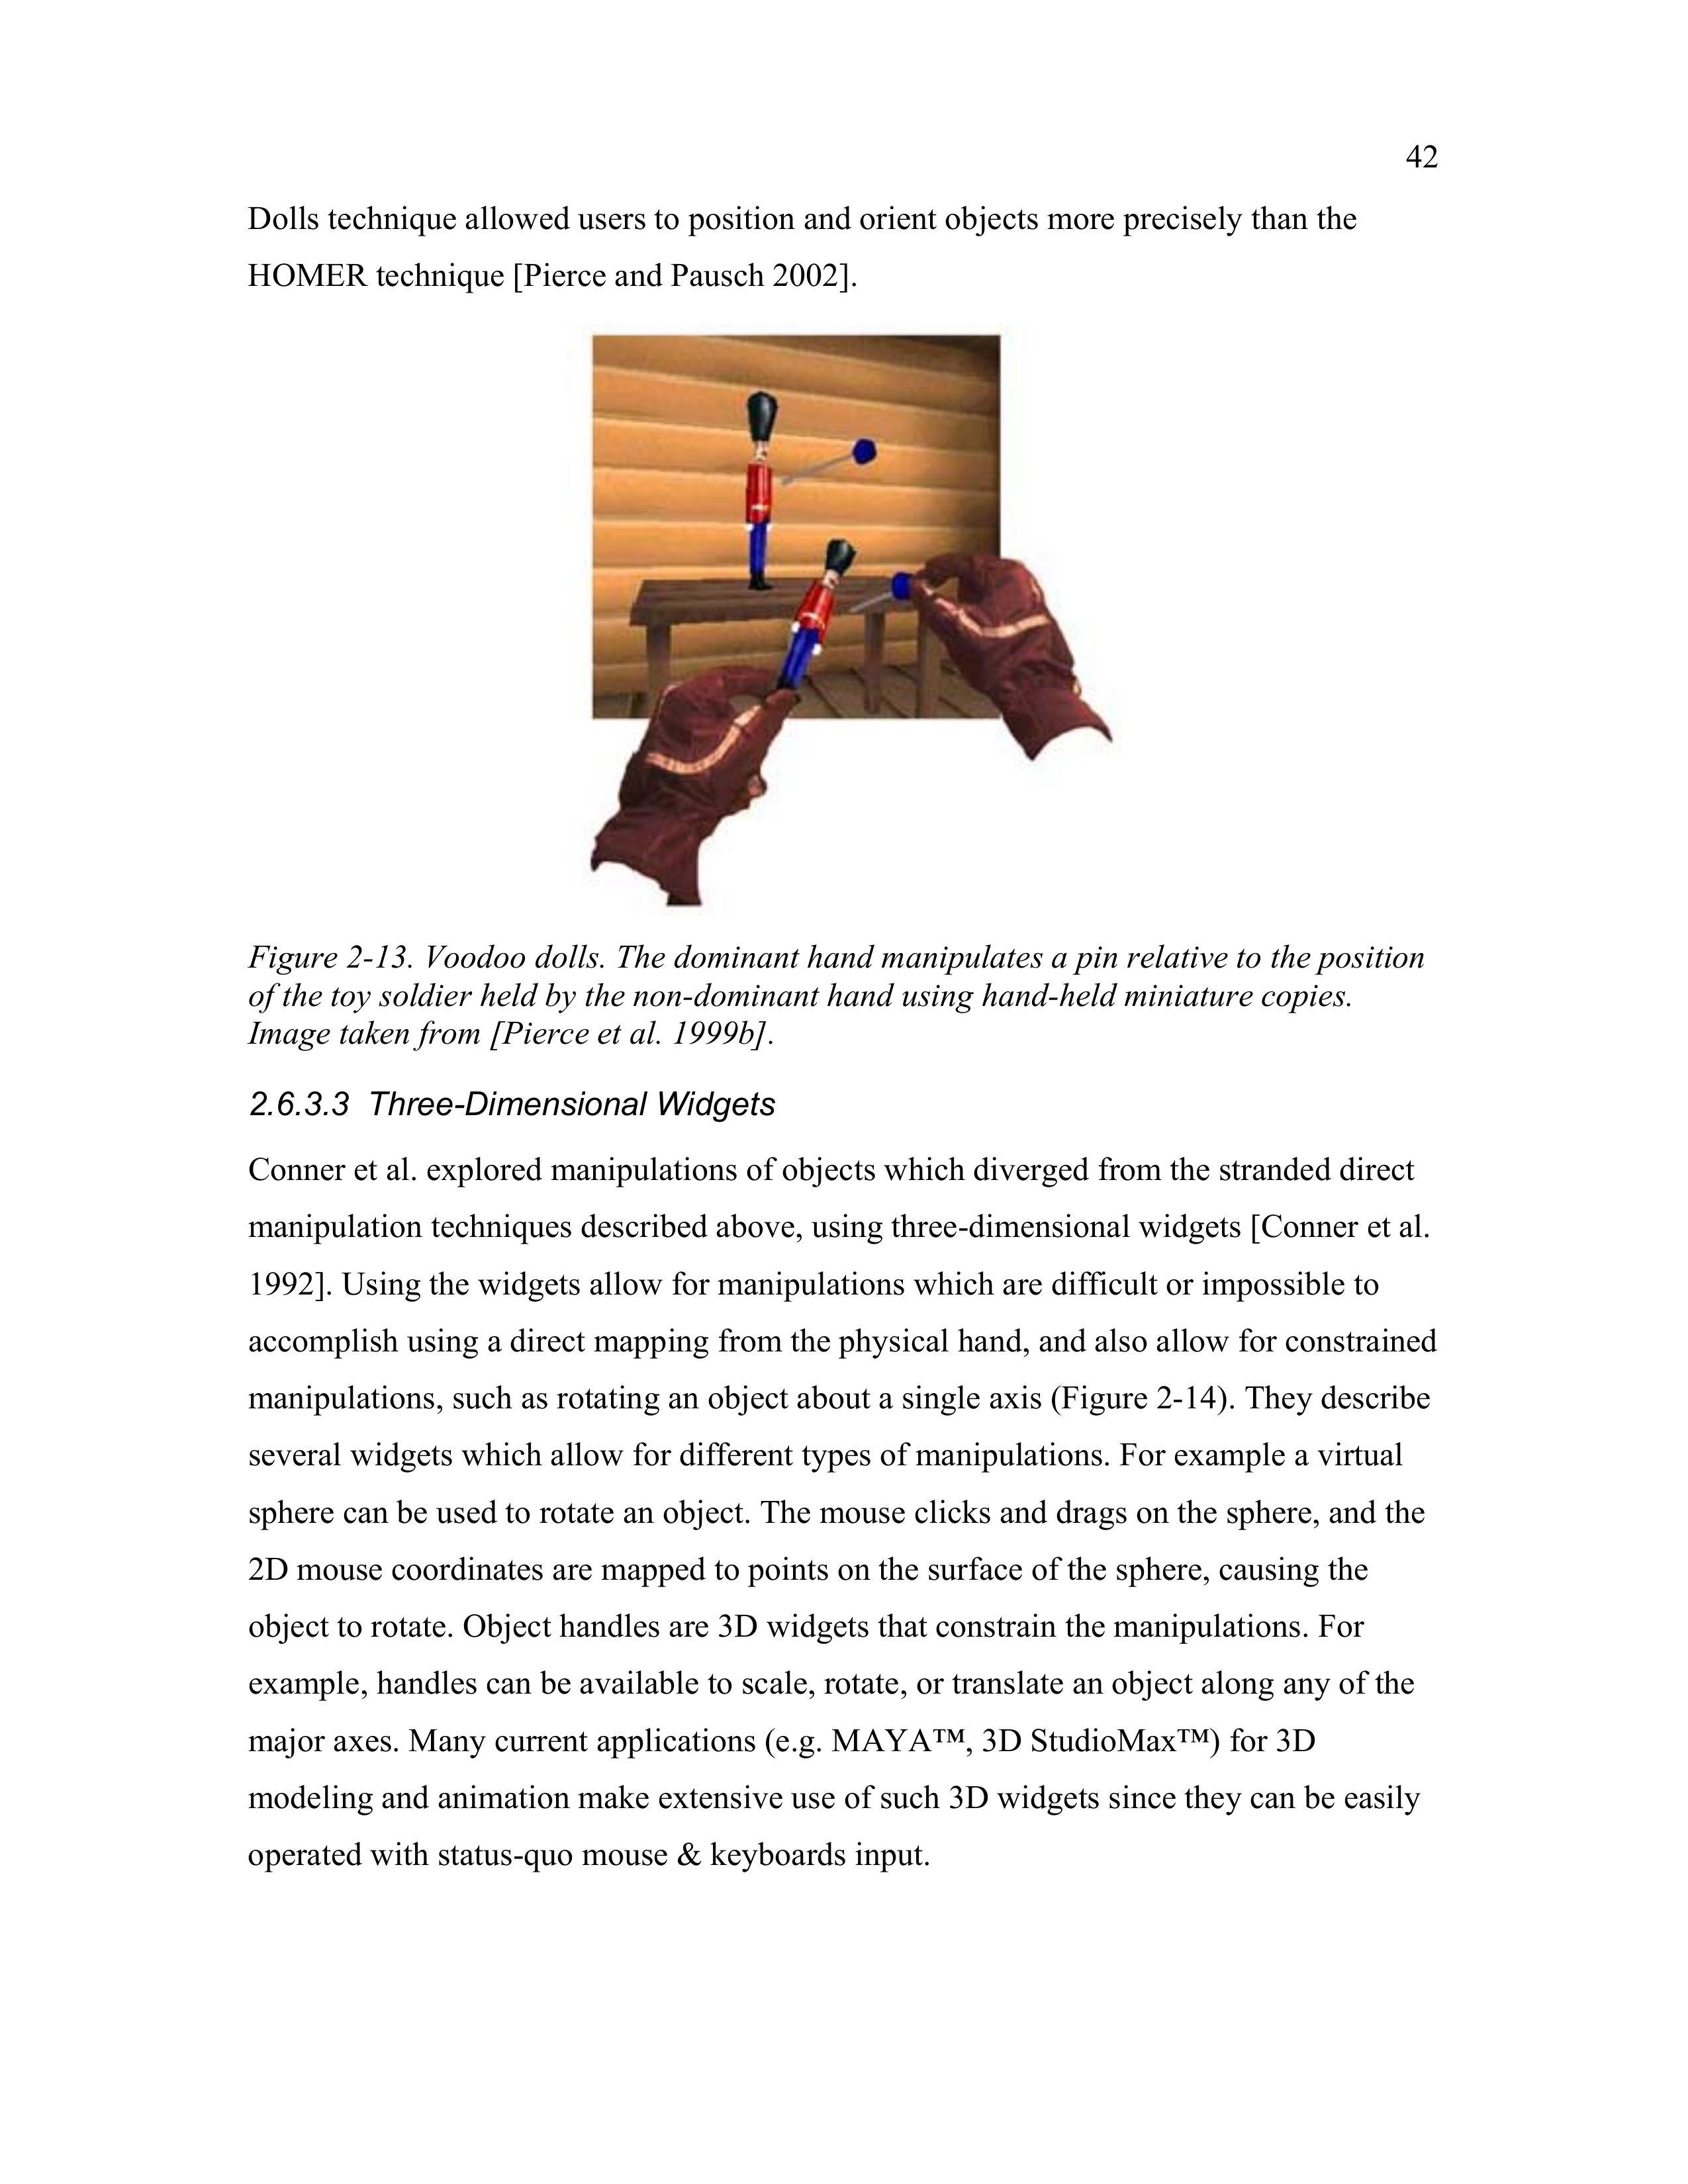 42
Dolls technique allowed users to position and orient objects more precisely than the
HOMER technique [Pierce and Pausch 2002].
Figure 2-13. Voodoo dolls. The dominant hand manipulates a pin relative to the position
of the toy soldier held by the non-dominant hand using hand-held miniature copies.
Image taken from [Pierce et al. 1999b].
2.6.3.3 Three-Dimensional Widgets
Conner et al. explored manipulations of objects which diverged from the stranded direct
manipulation techniques described above, using three-dimensional widgets [Conner et al.
1992]. Using the widgets allow for manipulations which are difficult or impossible to
accomplish using a direct mapping from the physical hand, and also allow for constrained
manipulations, such as rotating an object about a single axis (Figure 2-14). They describe
several widgets which allow for different types of manipulations. For example a virtual
sphere can be used to rotate an object. The mouse clicks and drags on the sphere, and the
2D mouse coordinates are mapped to points on the surface of the sphere, causing the
object to rotate. Object handles are 3D widgets that constrain the manipulations. For
example, handles can be available to scale, rotate, or translate an object along any of the
major axes. Many current applications (e.g. MAYA™, 3D StudioMax™) for 3D
modeling and animation make extensive use of such 3D widgets since they can be easily
operated with status-quo mouse & keyboards input.